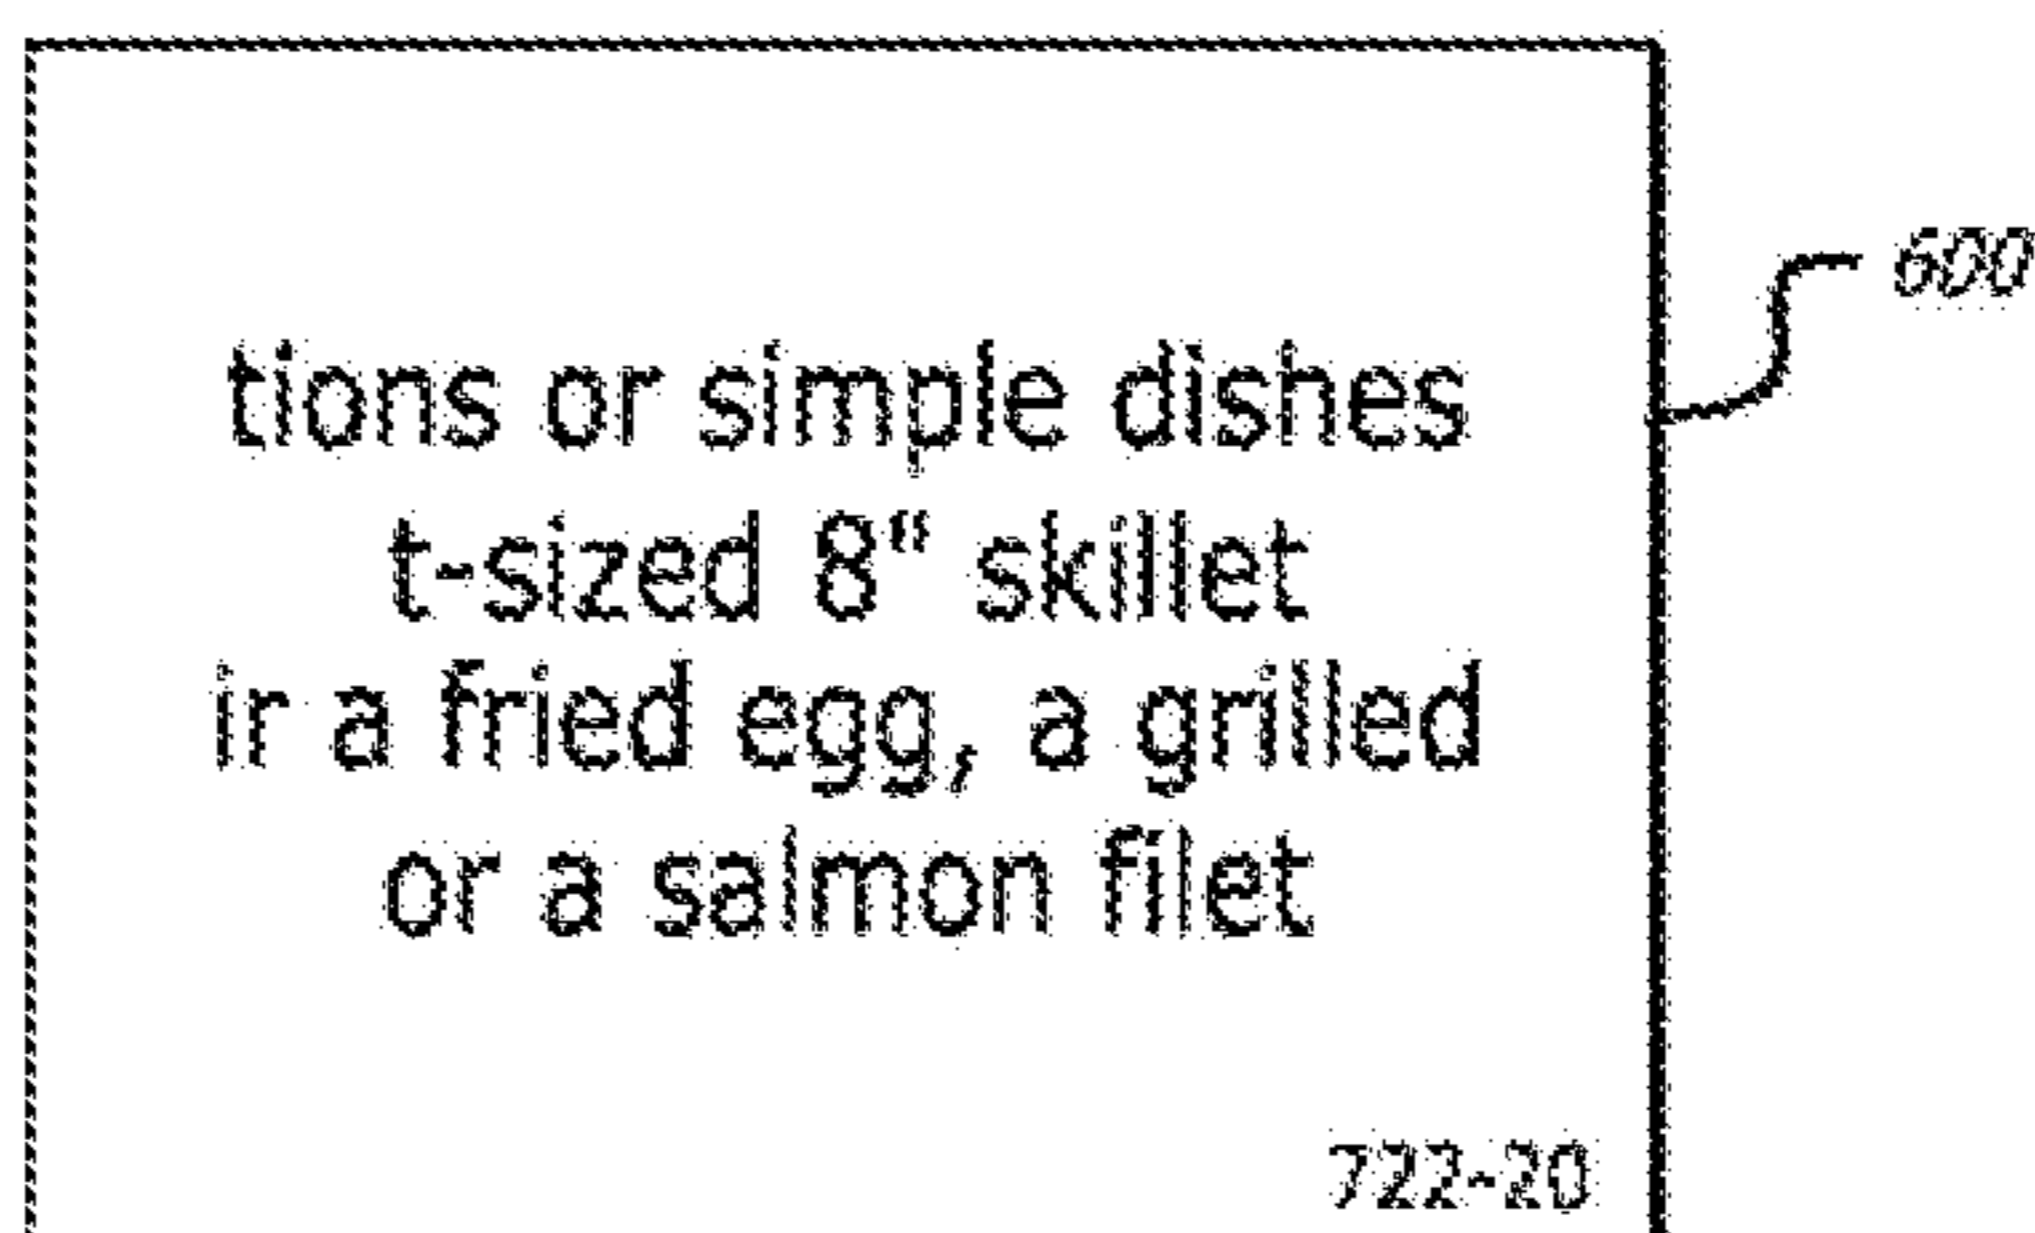 600
tions or simple dishes
t-sized 8" skillet
ir a fried egg, a grilled
or a salmon filet
722-20